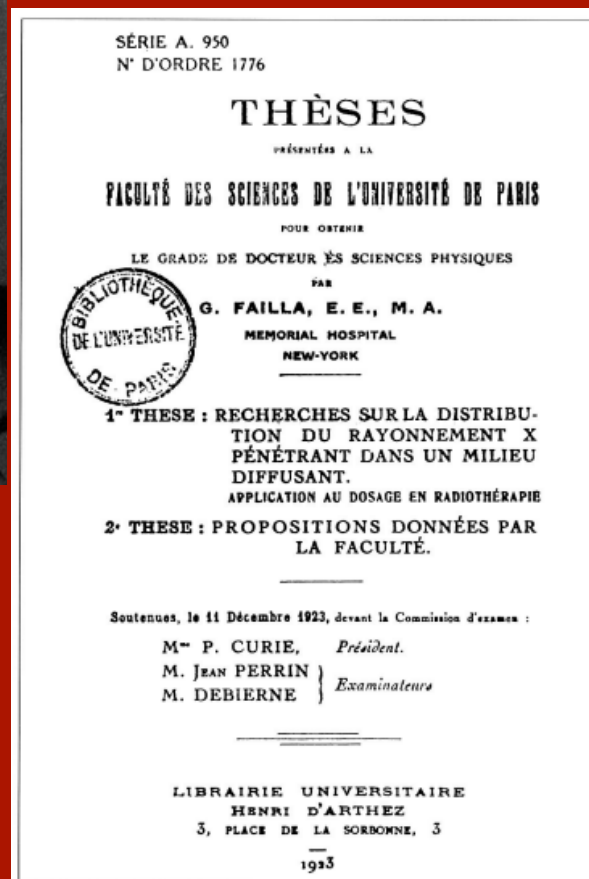 SÉRIE A. 950
N° D'ORDRE 1776
THÈSES
PRÉSENTÉES A LA
FACULTÉ DES SCIENCES DE L'UNIVERSITÉ DE PARIS
POUR OBTENIR
LE GRADE DE DOCTEUR ÈS SCIENCES PHYSIQUES
PAR
G. FAILLA, E. E., M. A.
MEMORIAL HOSPITAL
NEW-YORK
BIBLIOTHÈQUE
DE L'UNIVERSITÉ
DE PARIS
1re THESE : RECHERCHES SUR LA DISTRIBU-
TION DU RAYONNEMENT X
PÉNÉTRANT DANS UN MILIEU
DIFFUSANT.
APPLICATION AU DOSAGE EN RADIOTHÉRAPIE
2e THESE : PROPOSITIONS DONNÉES PAR
LA FACULTÉ.
Soutenues, le 11 Décembre 1923, devant la Commission d'examen :
Mme P. CURIE, Président.
M. JEAN PERRIN
M. DEBIERNE
Examinateurs
LIBRAIRIE UNIVERSITAIRE
HENRI D'ARTHEZ
3, PLACE DE LA SORBONNE, 3
1923